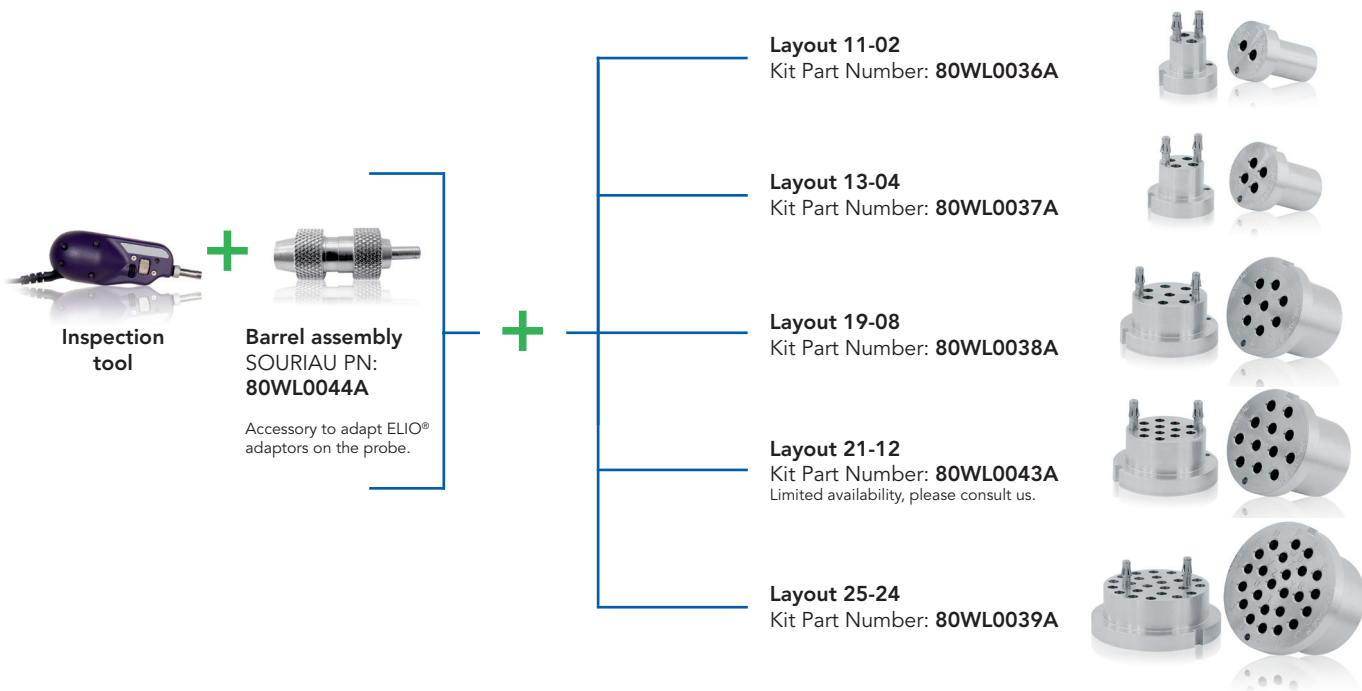 Inspection
tool
Barrel assembly
SOURIAU PN:
80WL0044A
Accessory to adapt ELIO®
adaptors on the probe.
Layout 11-02
Kit Part Number: 80WL0036A
Layout 13-04
Kit Part Number: 80WL0037A
Layout 19-08
Kit Part Number: 80WL0038A
Layout 21-12
Kit Part Number: 80WL0043A
Limited availability, please consult us.
Layout 25-24
Kit Part Number: 80WL0039A